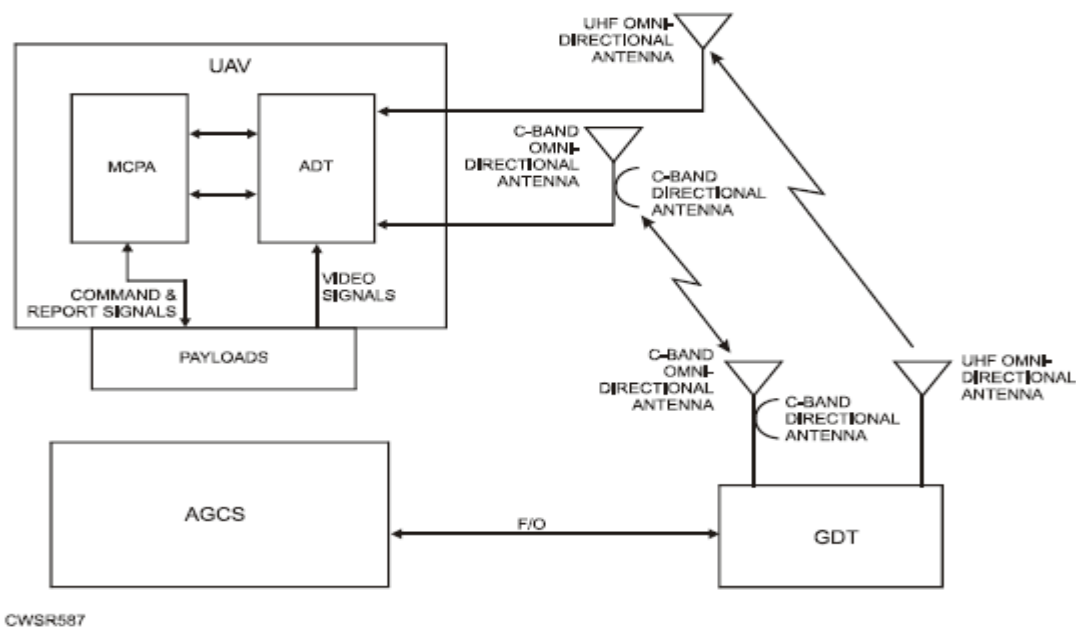 UHF OMNI-
DIRECTIONAL
ANTENNA
UAV
MCPA
ADT
C-BAND
OMNI-
DIRECTIONAL
ANTENNA
C-BAND
DIRECTIONAL
ANTENNA
COMMAND &
REPORT SIGNALS
VIDEO
SIGNALS
PAYLOADS
C-BAND
OMNI-
DIRECTIONAL
ANTENNA
C-BAND
DIRECTIONAL
ANTENNA
UHF OMNI-
DIRECTIONAL
ANTENNA
AGCS
F/O
GDT
CWSR587